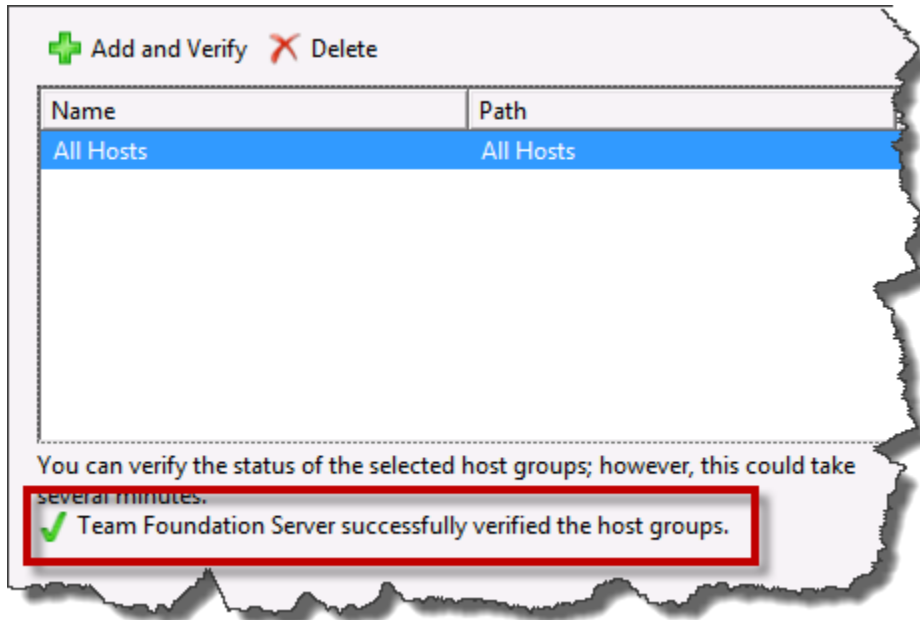 Add and Verify Delete
Name Path
All Hosts All Hosts
You can verify the status of the selected host groups; however, this could take
several minutes.
Team Foundation Server successfully verified the host groups.